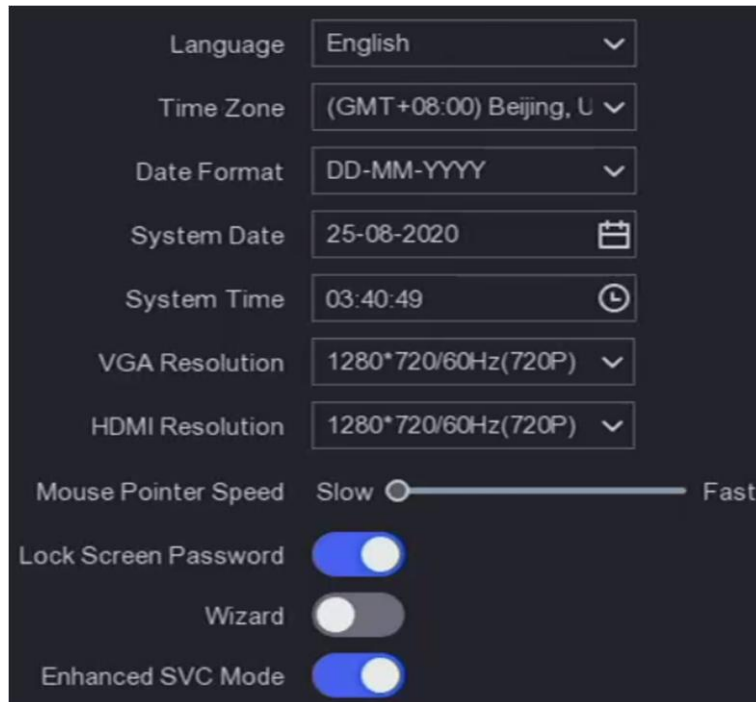 Language English
Time Zone (GMT+08:00) Beijing, U
Date Format DD-MM-YYYY
System Date 25-08-2020
System Time 03:40:49
VGA Resolution 1280*720/60Hz(720P)
HDMI Resolution 1280*720/60Hz(720P)
Mouse Pointer Speed Slow Fast
Lock Screen Password
Wizard
Enhanced SVC Mode